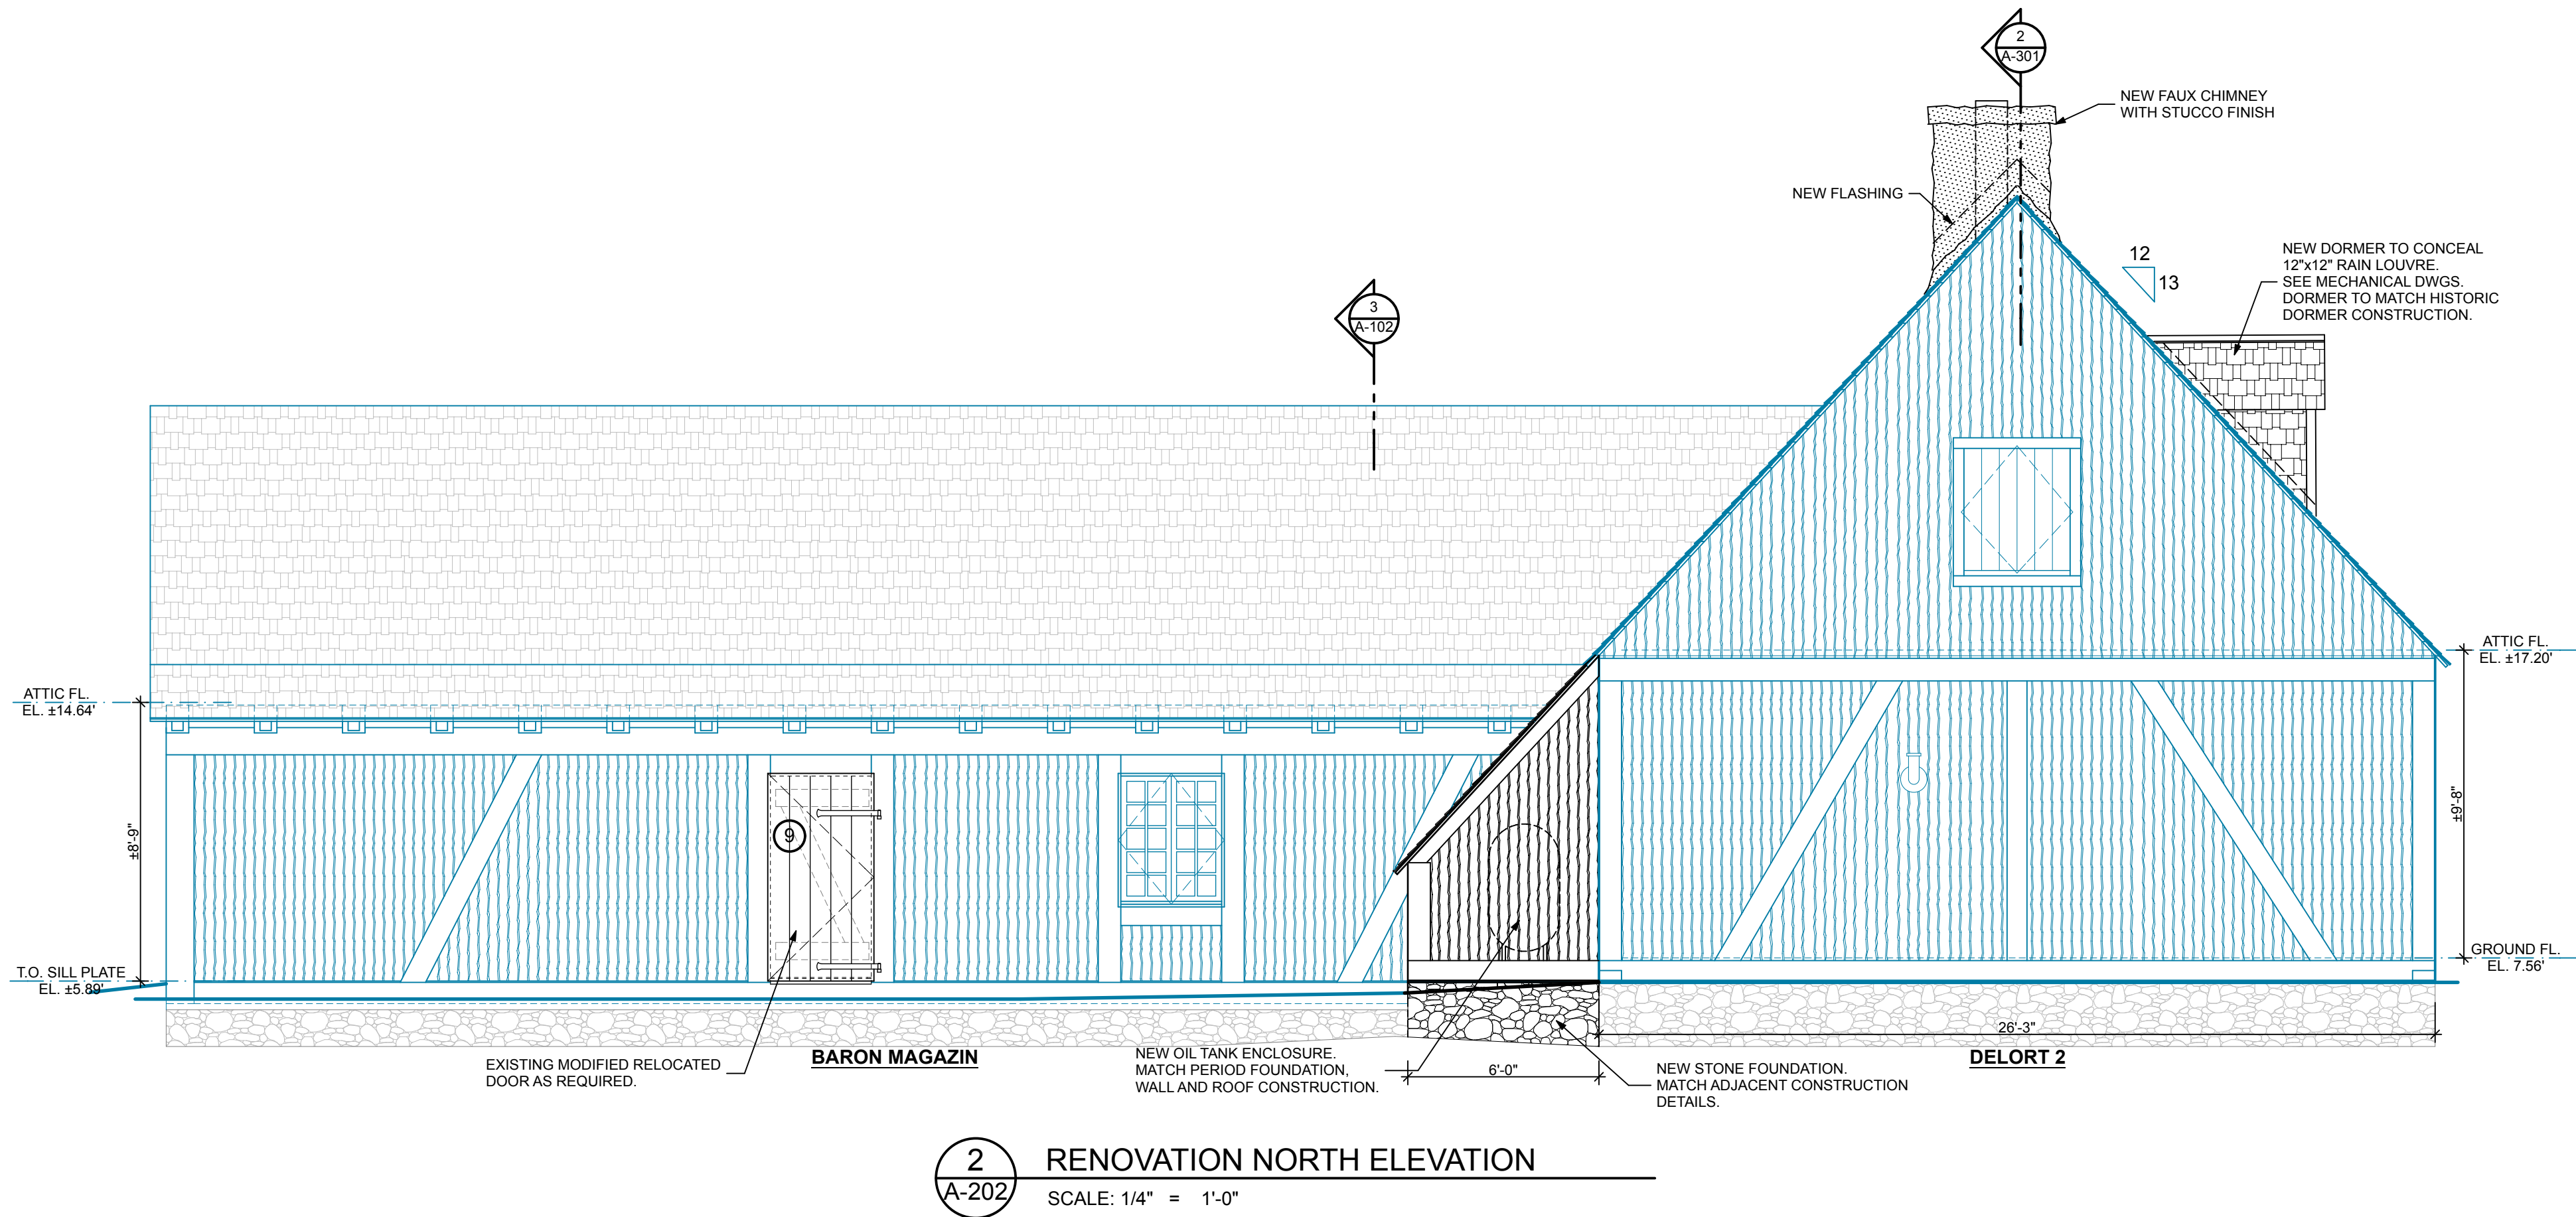 2
A-301
NEW FAUX CHIMNEY
WITH STUCCO FINISH
NEW FLASHING
12
13
NEW DORMER TO CONCEAL
12"x12" RAIN LOUVRE.
SEE MECHANICAL DWGS.
DORMER TO MATCH HISTORIC
DORMER CONSTRUCTION.
3
A-102
ATTIC FL.
EL. ±17.20'
ATTIC FL.
EL. ±14.64'
±8'-9"
9
±9'-8"
GROUND FL.
EL. 7.56'
T.O. SILL PLATE
EL. ±5.89'
26'-3"
EXISTING MODIFIED RELOCATED
DOOR AS REQUIRED.
BARON MAGAZIN
NEW OIL TANK ENCLOSURE.
MATCH PERIOD FOUNDATION,
WALL AND ROOF CONSTRUCTION.
6'-0"
NEW STONE FOUNDATION.
MATCH ADJACENT CONSTRUCTION
DETAILS.
DELORT 2
2
A-202
RENOVATION NORTH ELEVATION
SCALE: 1/4" = 1'-0"